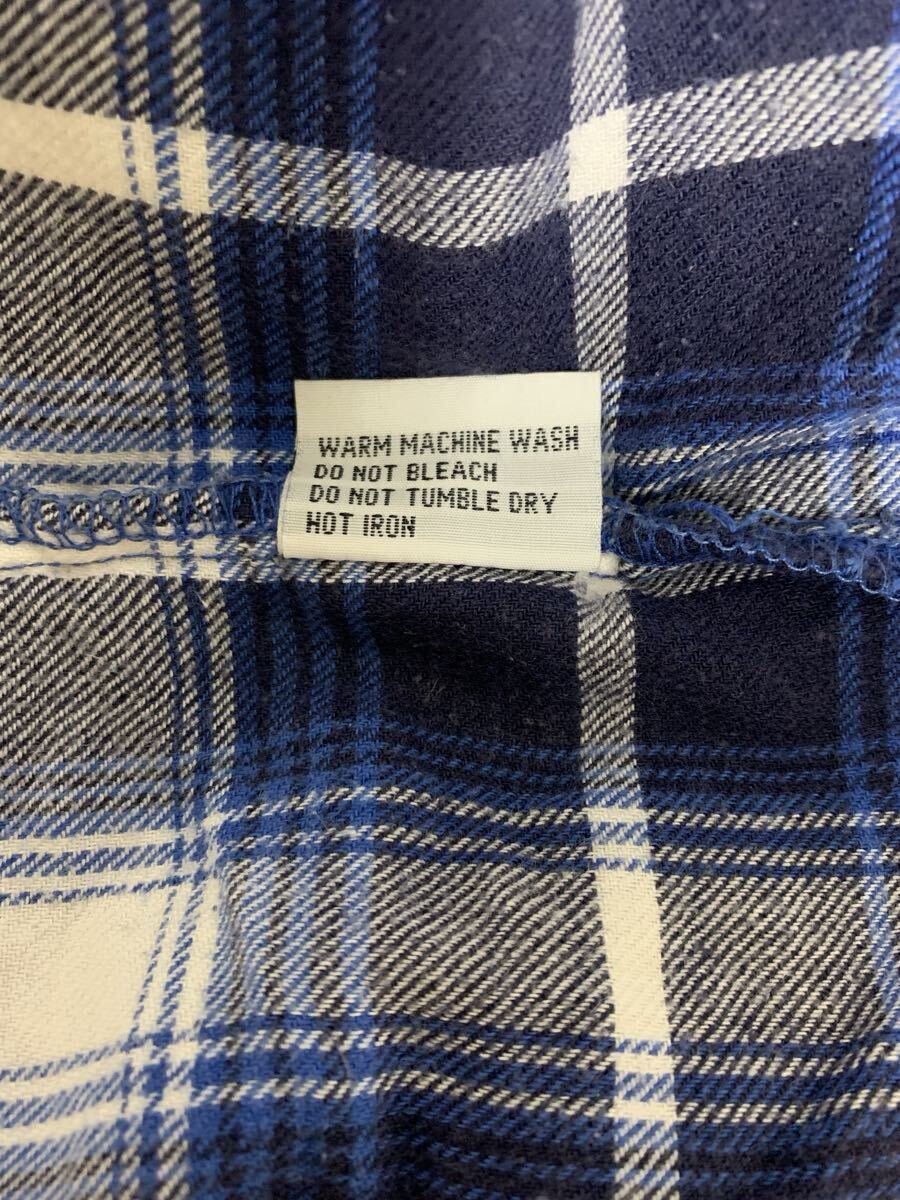 WARM MACHINE WASH
DO NOT BLEACH
DO NOT TUMBLE DRY
HOT IRON